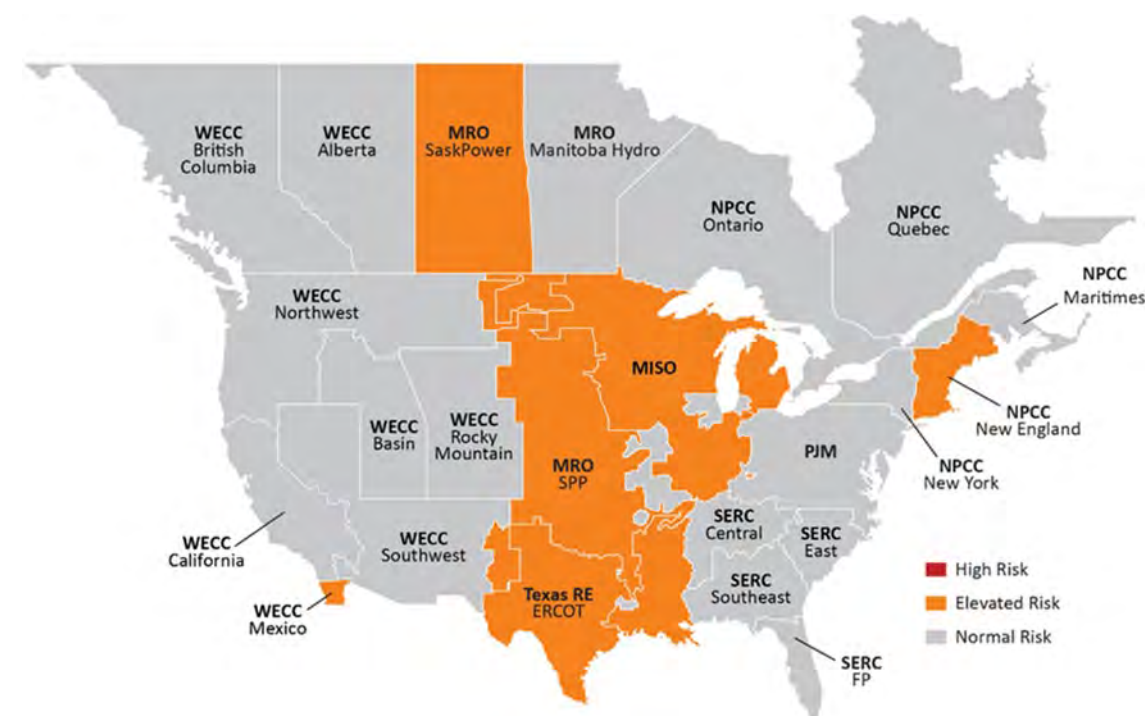 WECC
British
Columbia
WECC
Alberta
MRO
SaskPower
MRO
Manitoba Hydro
NPCC
Ontario
NPCC
Quebec
NPCC
Maritimes
WECC
Northwest
MISO
WECC
Basin
WECC
Rocky
Mountain
NPCC
New England
PJM
NPCC
New York
MRO
SPP
WECC
California
WECC
Southwest
SERC
Central
SERC
East
WECC
Mexico
Texas RE
ERCOT
SERC
Southeast
SERC
FP
High Risk
Elevated Risk
Normal Risk